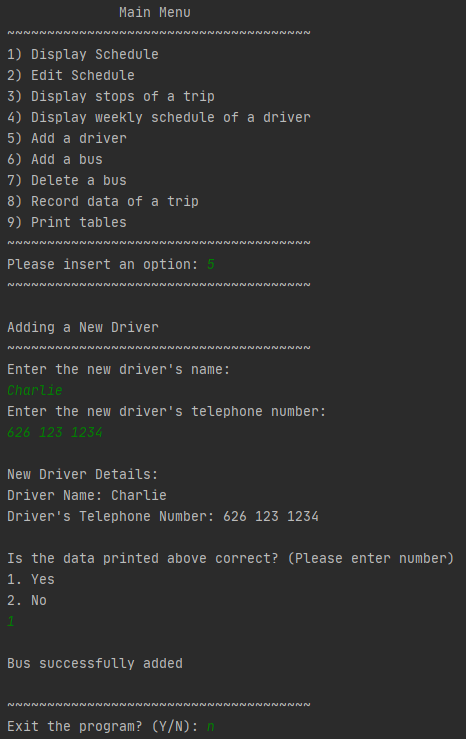 Main Menu
~~~~~~~~~~~~~~~~~~~~~~~~~~~~~~~~~~~~~~
1) Display Schedule
2) Edit Schedule
3) Display stops of a trip
4) Display weekly schedule of a driver
5) Add a driver
6) Add a bus
7) Delete a bus
8) Record data of a trip
9) Print tables
~~~~~~~~~~~~~~~~~~~~~~~~~~~~~~~~~~~~~~
Please insert an option: 5
~~~~~~~~~~~~~~~~~~~~~~~~~~~~~~~~~~~~~~
Adding a New Driver
~~~~~~~~~~~~~~~~~~~~~~~~~~~~~~~~~~~~~~
Enter the new driver's name:
Charlie
Enter the new driver's telephone number:
626 123 1234
New Driver Details:
Driver Name: Charlie
Driver's Telephone Number: 626 123 1234
Is the data printed above correct? (Please enter number)
1. Yes
2. No
1
Bus successfully added
~~~~~~~~~~~~~~~~~~~~~~~~~~~~~~~~~~~~~~
Exit the program? (Y/N): n